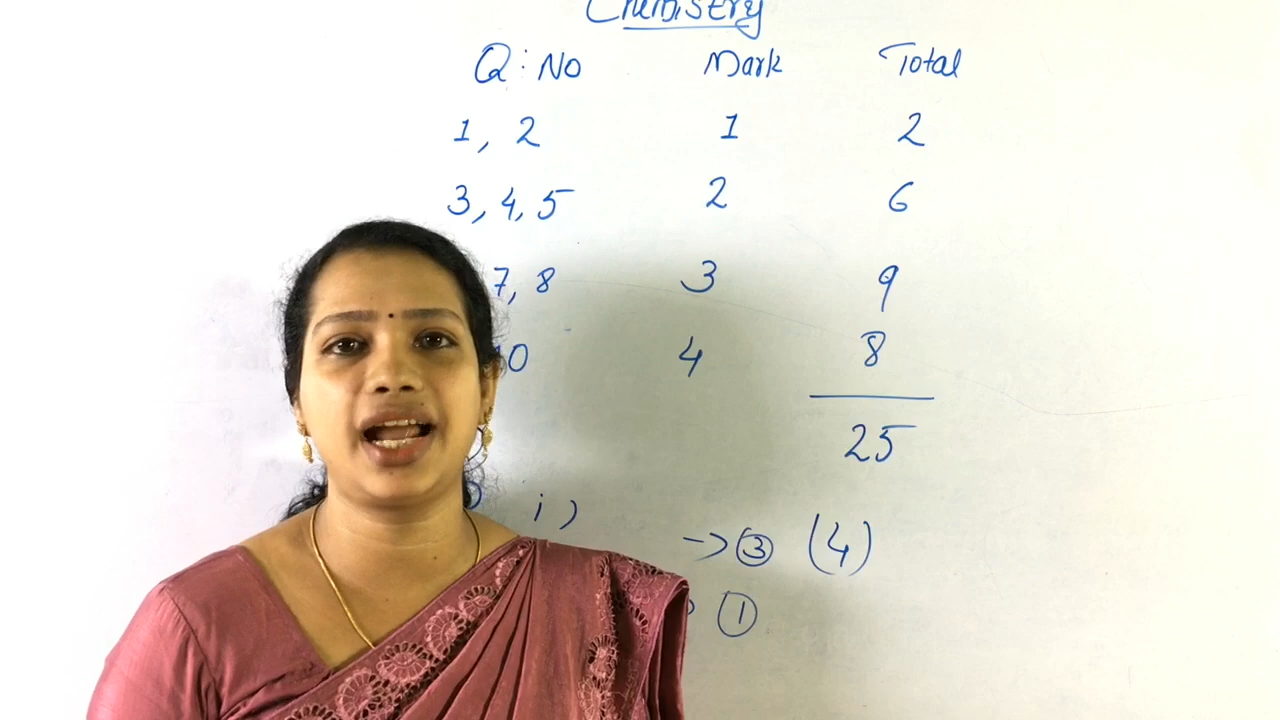 Chemistry
Q : No Mark Total
1, 2 1 2
3, 4, 5 2 6
7, 8 3 9
10 4 8
25
i)
→ ③ (4)
①